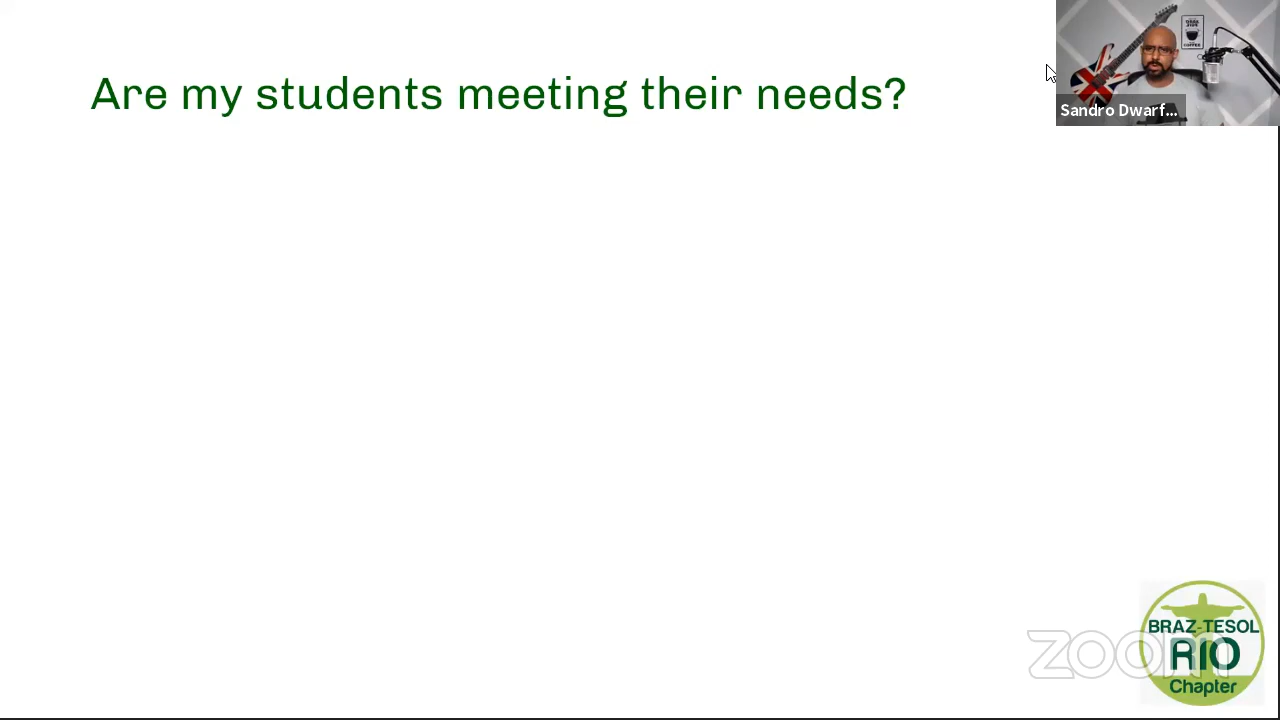 Are my students meeting their needs?
Sandro Dwarf...
BRAZ-TESOL
RIO
Chapter
zoom